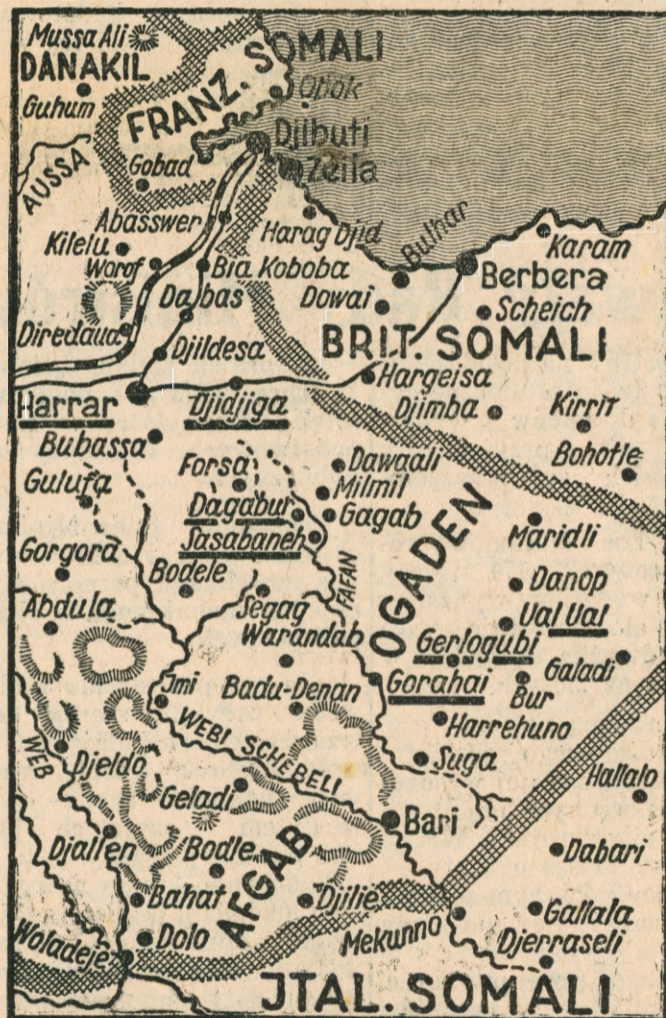 Mussa Ali
DANAKIL
Guhum
AUSSA
FRANZ. SOMALI
Obok
Djibuti
Zeila
Gobad
Abasswer
Harag Djid
Bulhar
Karam
Kilelu
Worof
Bia Koboba
Berbera
Dabas
Dowai
Scheich
Diredaua
Djildesa
BRIT. SOMALI
Hargeisa
Harrar
Djidjiga
Djimba
Kirrit
Bubassa
Bohotle
Forsa
Dawaali
Gulufa
Milmil
Dagabur
Gagab
Sasabaneh
Maridli
OGADEN
Gorgora
Bodele
FAFAN
Danop
Abdula
Segag
Ual Ual
Warandab
Gerlogubi
Galadi
Jmi
Badu-Denan
Gorahai
Bur
Harrehuno
WEBI SCHEBELI
WEB
Djeldo
Suga
Hallalo
Geladi
Bari
Djallen
Bodle
AFGAB
Dabari
Bahat
Djilie
Gallala
Dolo
Mekunno
Djerraseli
Woladeje
JTAL. SOMALI